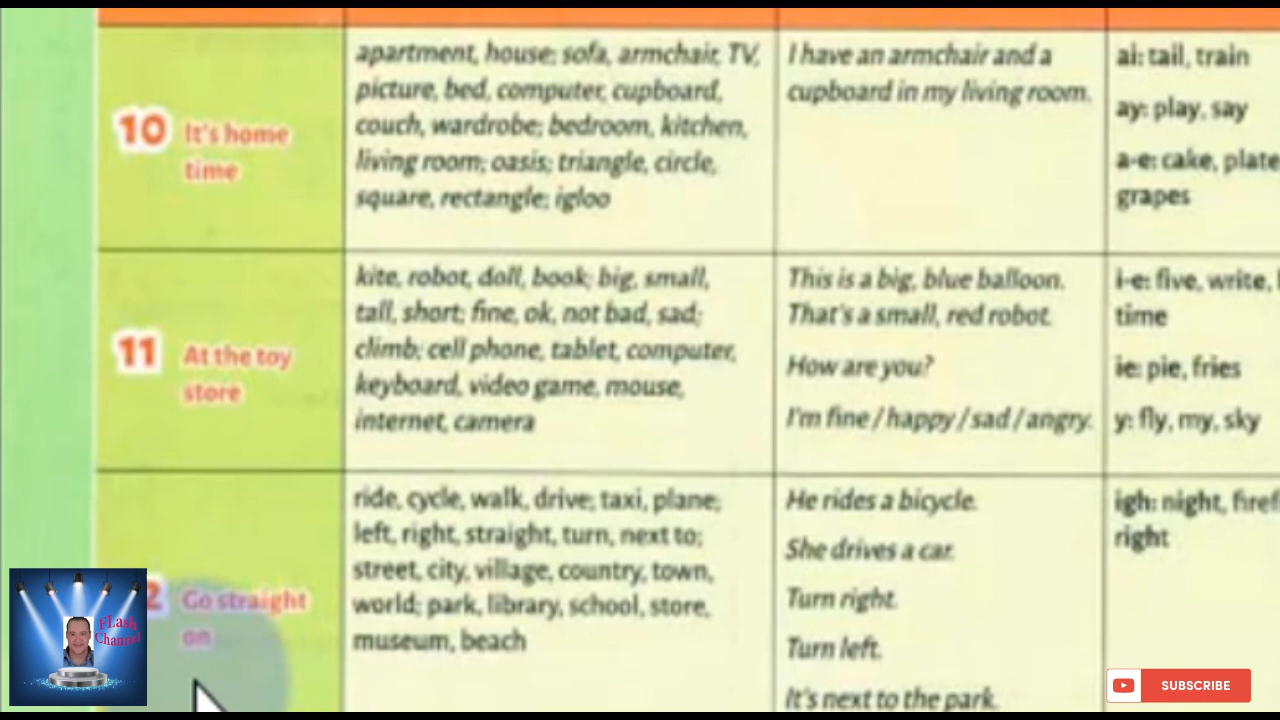 10 It's home
time
apartment, house; sofa, armchair, TV,
picture, bed, computer, cupboard,
couch, wardrobe; bedroom, kitchen,
living room; oasis; triangle, circle,
square, rectangle; igloo
I have an armchair and a
cupboard in my living room.
ai: tail, train
ay: play, say
a-e: cake, plate
grapes
11 At the toy
store
kite, robot, doll, book; big, small,
tall, short; fine, ok, not bad, sad;
climb; cell phone, tablet, computer,
keyboard, video game, mouse,
internet, camera
This is a big, blue balloon.
That's a small, red robot.
How are you?
I'm fine / happy / sad / angry.
i-e: five, write,
time
ie: pie, fries
y: fly, my, sky
2 Go straight
on
ride, cycle, walk, drive; taxi, plane;
left, right, straight, turn, next to;
street, city, village, country, town,
world; park, library, school, store,
museum, beach
He rides a bicycle.
She drives a car.
Turn right.
Turn left.
It's next to the park.
igh: night,
right
FLash
Channel
SUBSCRIBE